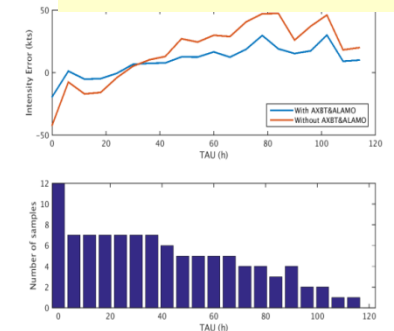 50
0
-50
Intensity Error (kts)
With AXBT&ALAMO
Without AXBT&ALAMO
0 20 40 60 80 100 120
TAU (h)
12
10
8
6
4
2
0
Number of samples
0 20 40 60 80 100 120
TAU (h)